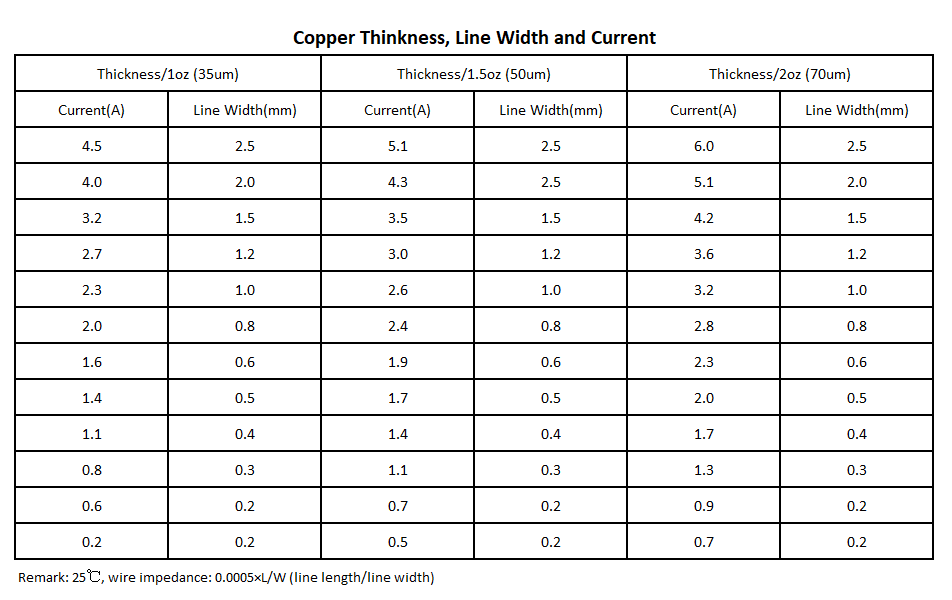 Copper Thinkness, Line Width and Current
Thickness/1oz (35um) Thickness/1.5oz (50um) Thickness/2oz (70um)
Current(A) Line Width(mm) Current(A) Line Width(mm) Current(A) Line Width(mm)
4.5 2.5 5.1 2.5 6.0 2.5
4.0 2.0 4.3 2.5 5.1 2.0
3.2 1.5 3.5 1.5 4.2 1.5
2.7 1.2 3.0 1.2 3.6 1.2
2.3 1.0 2.6 1.0 3.2 1.0
2.0 0.8 2.4 0.8 2.8 0.8
1.6 0.6 1.9 0.6 2.3 0.6
1.4 0.5 1.7 0.5 2.0 0.5
1.1 0.4 1.4 0.4 1.7 0.4
0.8 0.3 1.1 0.3 1.3 0.3
0.6 0.2 0.7 0.2 0.9 0.2
0.2 0.2 0.5 0.2 0.7 0.2
Remark: 25℃, wire impedance: 0.0005×L/W (line length/line width)